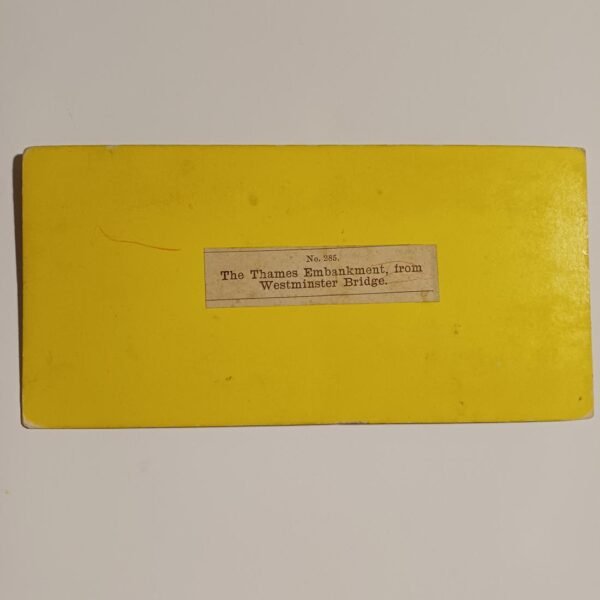 No. 285.
The Thames Embankment, from
Westminster Bridge.